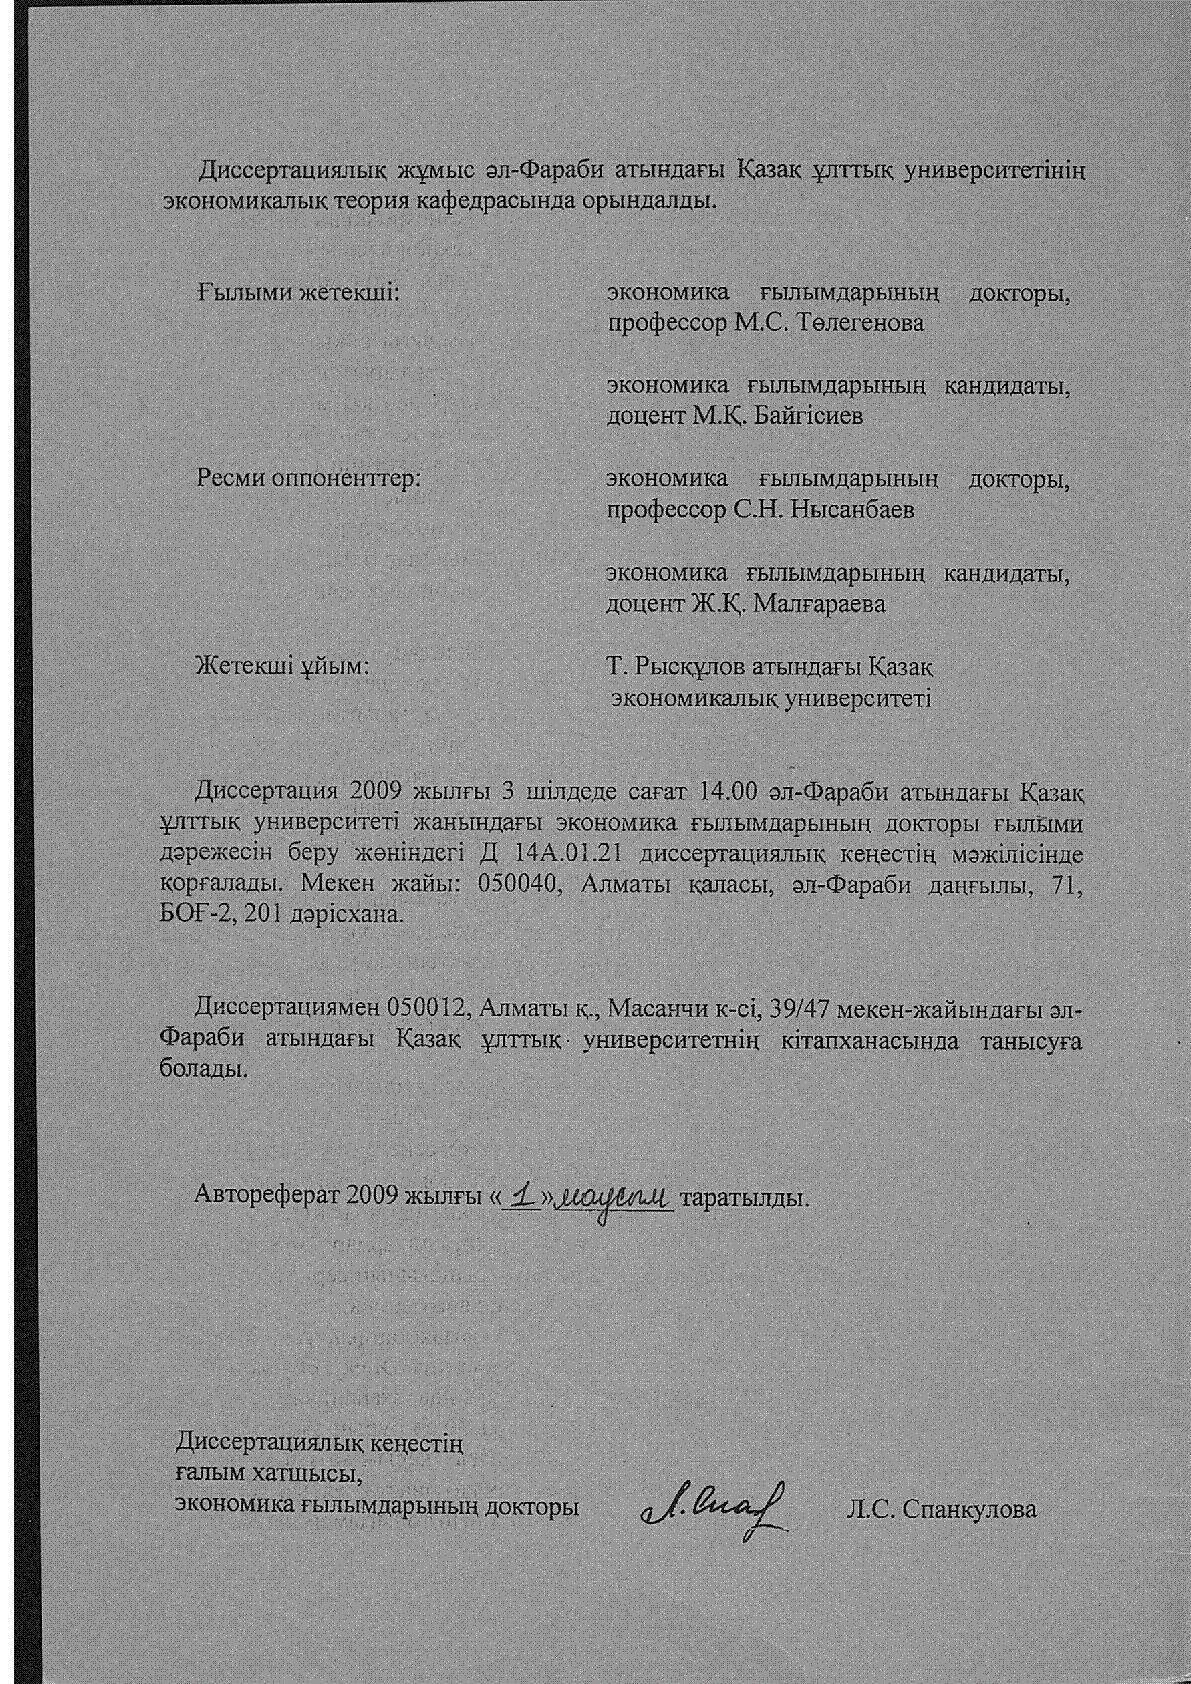 Диссертациялық жұмыс әл-Фараби атындағы Қазақ ұлттық университетінің
экономикалық теория кафедрасында орындалды.
Ғылыми жетекші: экономика ғылымдарының докторы,
профессор М.С. Төлегенова
экономика ғылымдарының кандидаты,
доцент М.Қ. Байгісиев
Ресми оппоненттер: экономика ғылымдарының докторы,
профессор С.Н. Нысанбаев
экономика ғылымдарының кандидаты,
доцент Ж.Қ. Малғараева
Жетекші ұйым: Т. Рысқұлов атындағы Қазақ
экономикалық университеті
Диссертация 2009 жылғы 3 шілдеде сағат 14.00 әл-Фараби атындағы Қазақ
ұлттық университеті жанындағы экономика ғылымдарының докторы ғылыми
дәрежесін беру жөніндегі Д 14А.01.21 диссертациялық кеңестің мәжілісінде
қорғалады. Мекен жайы: 050040, Алматы қаласы, әл-Фараби даңғылы, 71,
БОҒ-2, 201 дәрісхана.
Диссертациямен 050012, Алматы қ., Масанчи к-сі, 39/47 мекен-жайындағы әл-
Фараби атындағы Қазақ ұлттық университетнің кітапханасында танысуға
болады.
Автореферат 2009 жылғы « 1 » маусым таратылды.
Диссертациялық кеңестің
ғалым хатшысы,
экономика ғылымдарының докторы Л.С. Спанкулова